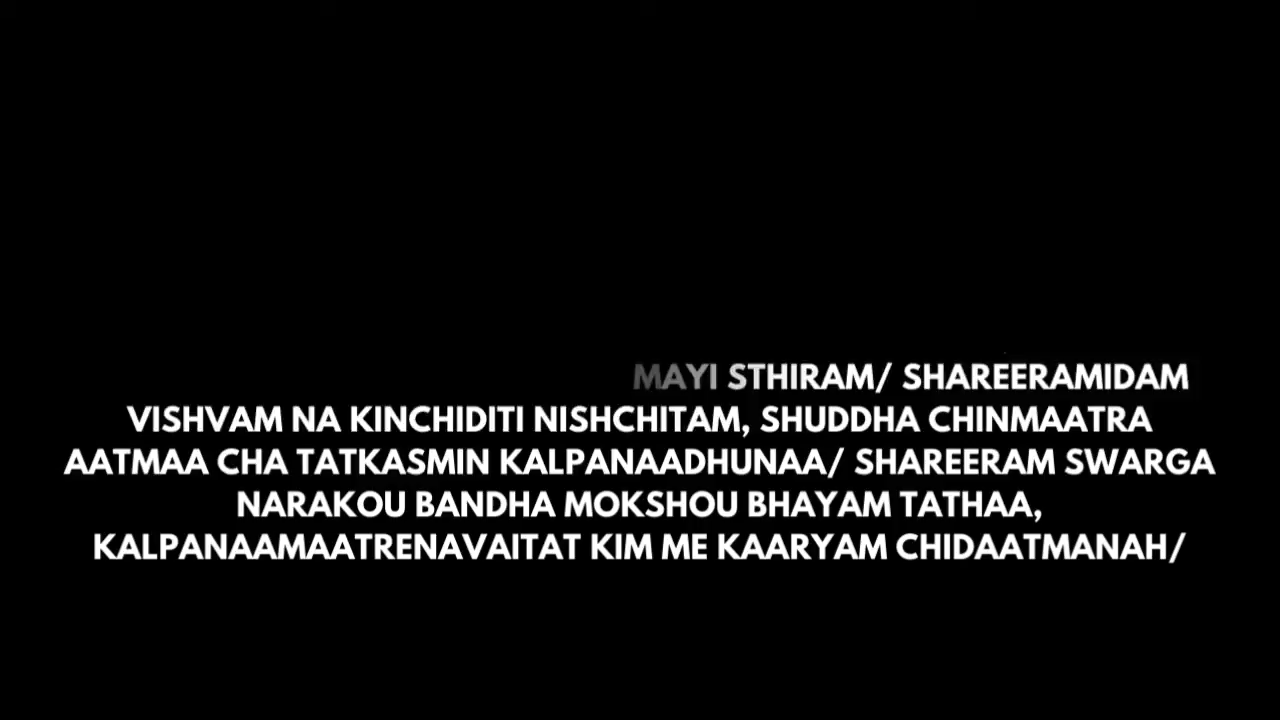 MAYI STHIRAM/ SHAREERAMIDAM
VISHVAM NA KINCHIDITI NISHCHITAM, SHUDDHA CHINMAATRA
AATMAA CHA TATKASMIN KALPANAADHUNAA/ SHAREERAM SWARGA
NARAKOU BANDHA MOKSHOU BHAYAM TATHAA,
KALPANAAMAATRENAVAITAT KIM ME KAARYAM CHIDAATMANAH/